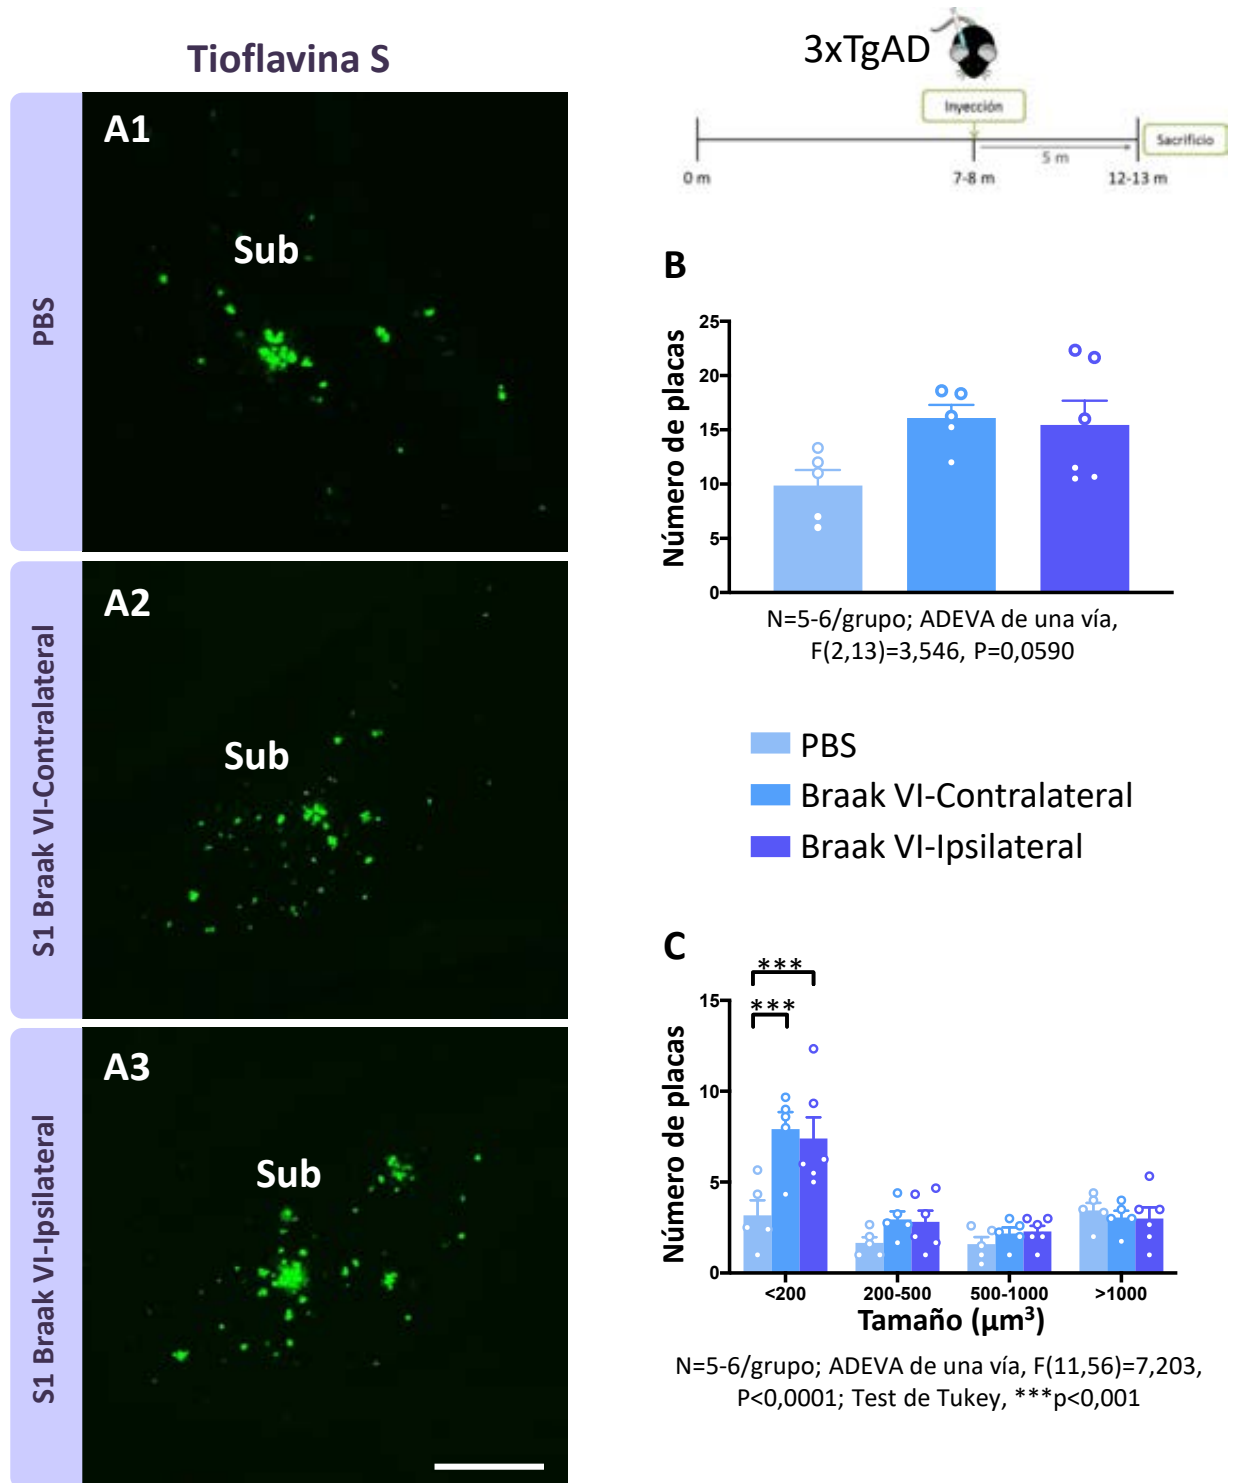 Tioflavina S
PBS
A1
Sub
S1 Braak VI-Contralateral
A2
Sub
S1 Braak VI-Ipsilateral
A3
Sub
3xTgAD
Inyección
5 m
Sacrificio
0 m
7-8 m
12-13 m
B
Número de placas
25
20
15
10
5
0
N=5-6/grupo; ADEVA de una vía,
F(2,13)=3,546, P=0,0590
PBS
Braak VI-Contralateral
Braak VI-Ipsilateral
C
***
***
Número de placas
15
10
5
0
<200
200-500
500-1000
>1000
Tamaño (µm³)
N=5-6/grupo; ADEVA de una vía, F(11,56)=7,203,
P<0,0001; Test de Tukey, ***p<0,001